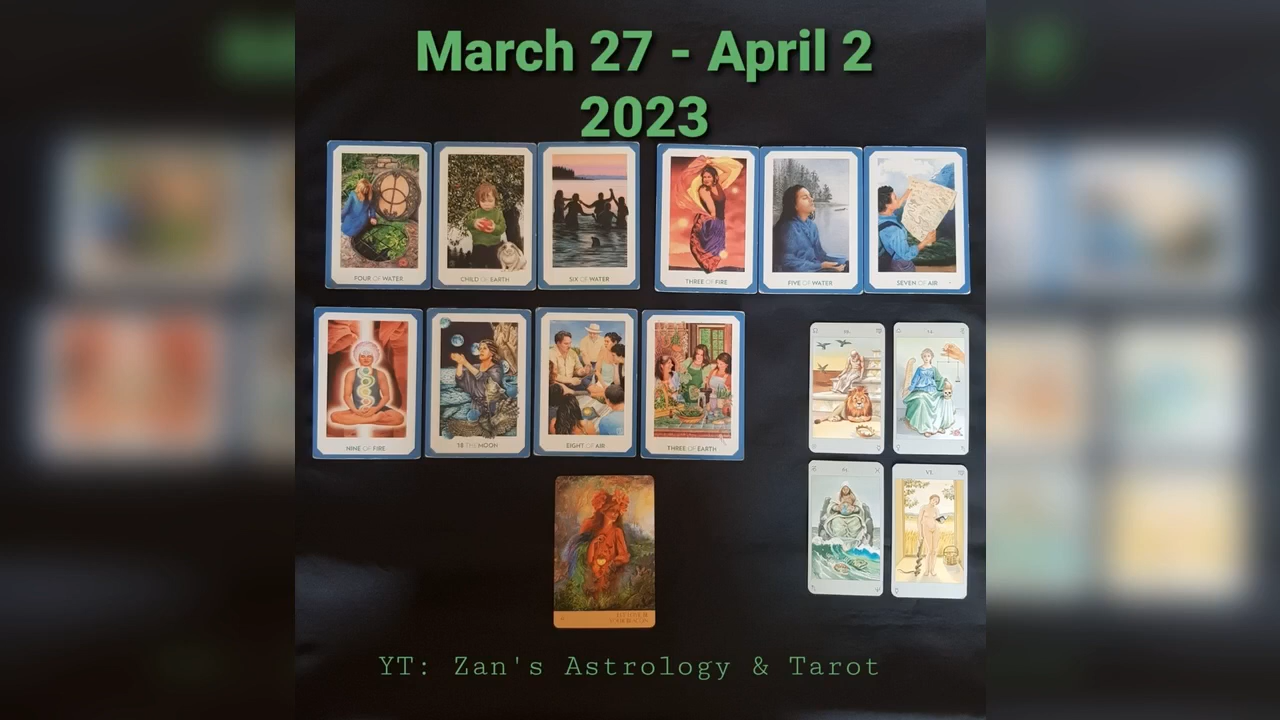 March 27 - April 2
2023
FOUR OF WATER
CHILD OF EARTH
SIX OF WATER
THREE OF FIRE
FIVE OF WATER
SEVEN OF AIR
NINE OF FIRE
18 THE MOON
EIGHT OF AIR
THREE OF EARTH
VI.
YT: Zan's Astrology & Tarot